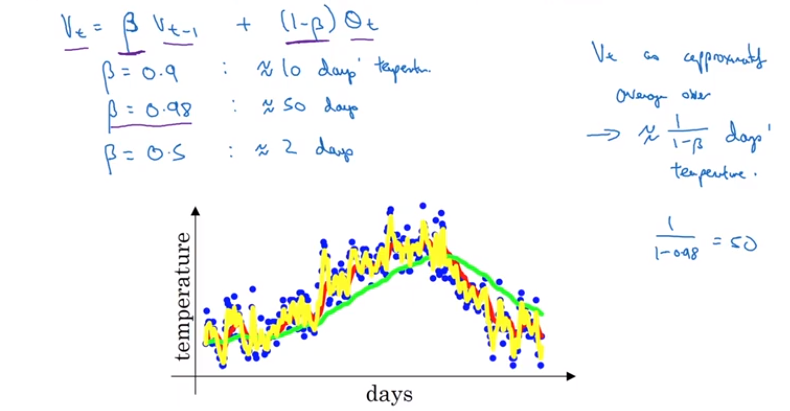 Vₜ = β Vₜ₋₁ + (1-β) θₜ
β = 0.9 : ≈ 10 days' temperatur.
β = 0.98 : ≈ 50 days
β = 0.5 : ≈ 2 days
Vₜ as approximately
average over
→ ≈ 1/(1-β) days'
temperature.
1/(1-0.98) = 50
temperature
days